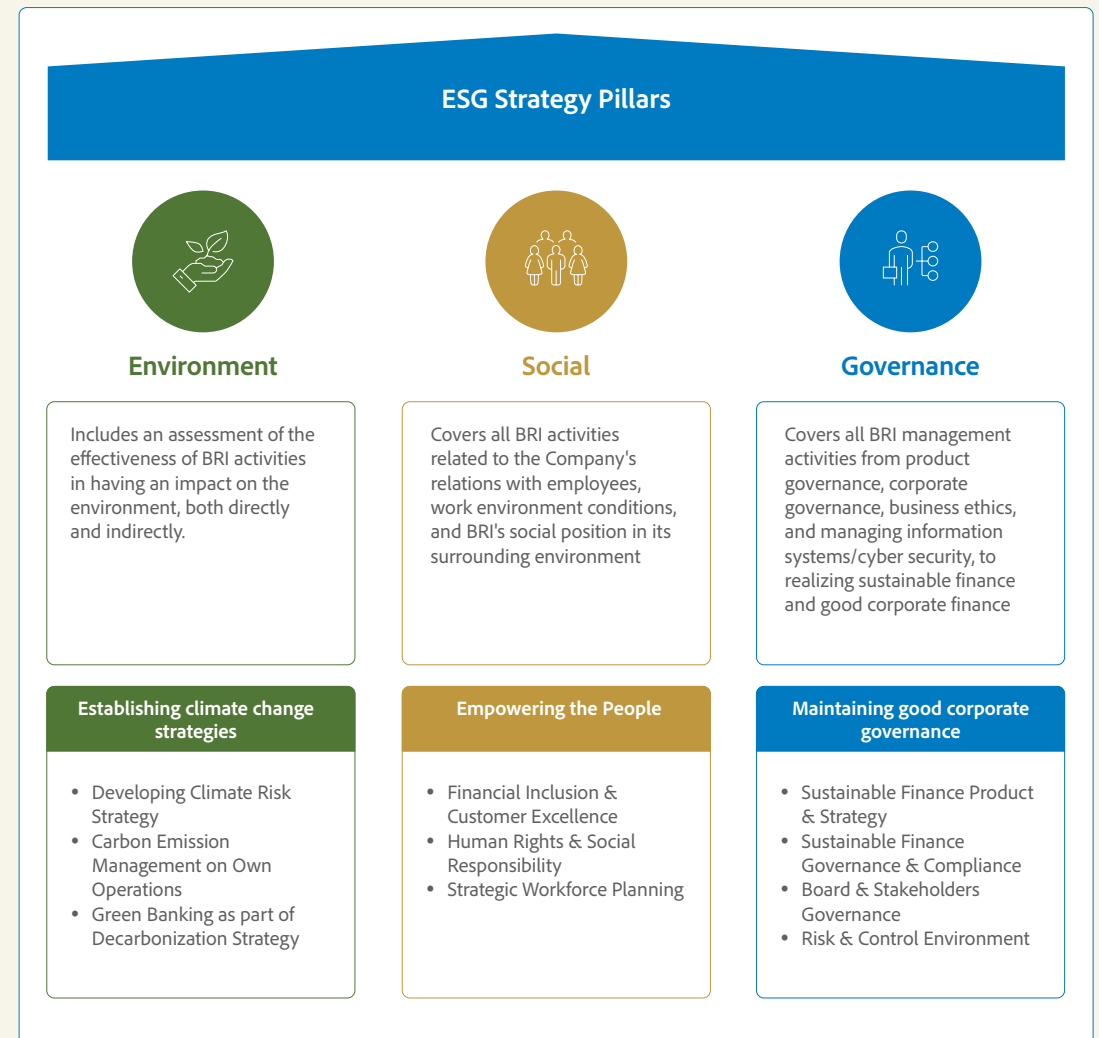 ESG Strategy Pillars
Environment
Includes an assessment of the
effectiveness of BRI activities
in having an impact on the
environment, both directly
and indirectly.
Establishing climate change
strategies
• Developing Climate Risk
Strategy
• Carbon Emission
Management on Own
Operations
• Green Banking as part of
Decarbonization Strategy
Social
Covers all BRI activities
related to the Company's
relations with employees,
work environment conditions,
and BRI's social position in its
surrounding environment
Empowering the People
• Financial Inclusion &
Customer Excellence
• Human Rights & Social
Responsibility
• Strategic Workforce Planning
Governance
Covers all BRI management
activities from product
governance, corporate
governance, business ethics,
and managing information
systems/cyber security, to
realizing sustainable finance
and good corporate finance
Maintaining good corporate
governance
• Sustainable Finance Product
& Strategy
• Sustainable Finance
Governance & Compliance
• Board & Stakeholders
Governance
• Risk & Control Environment